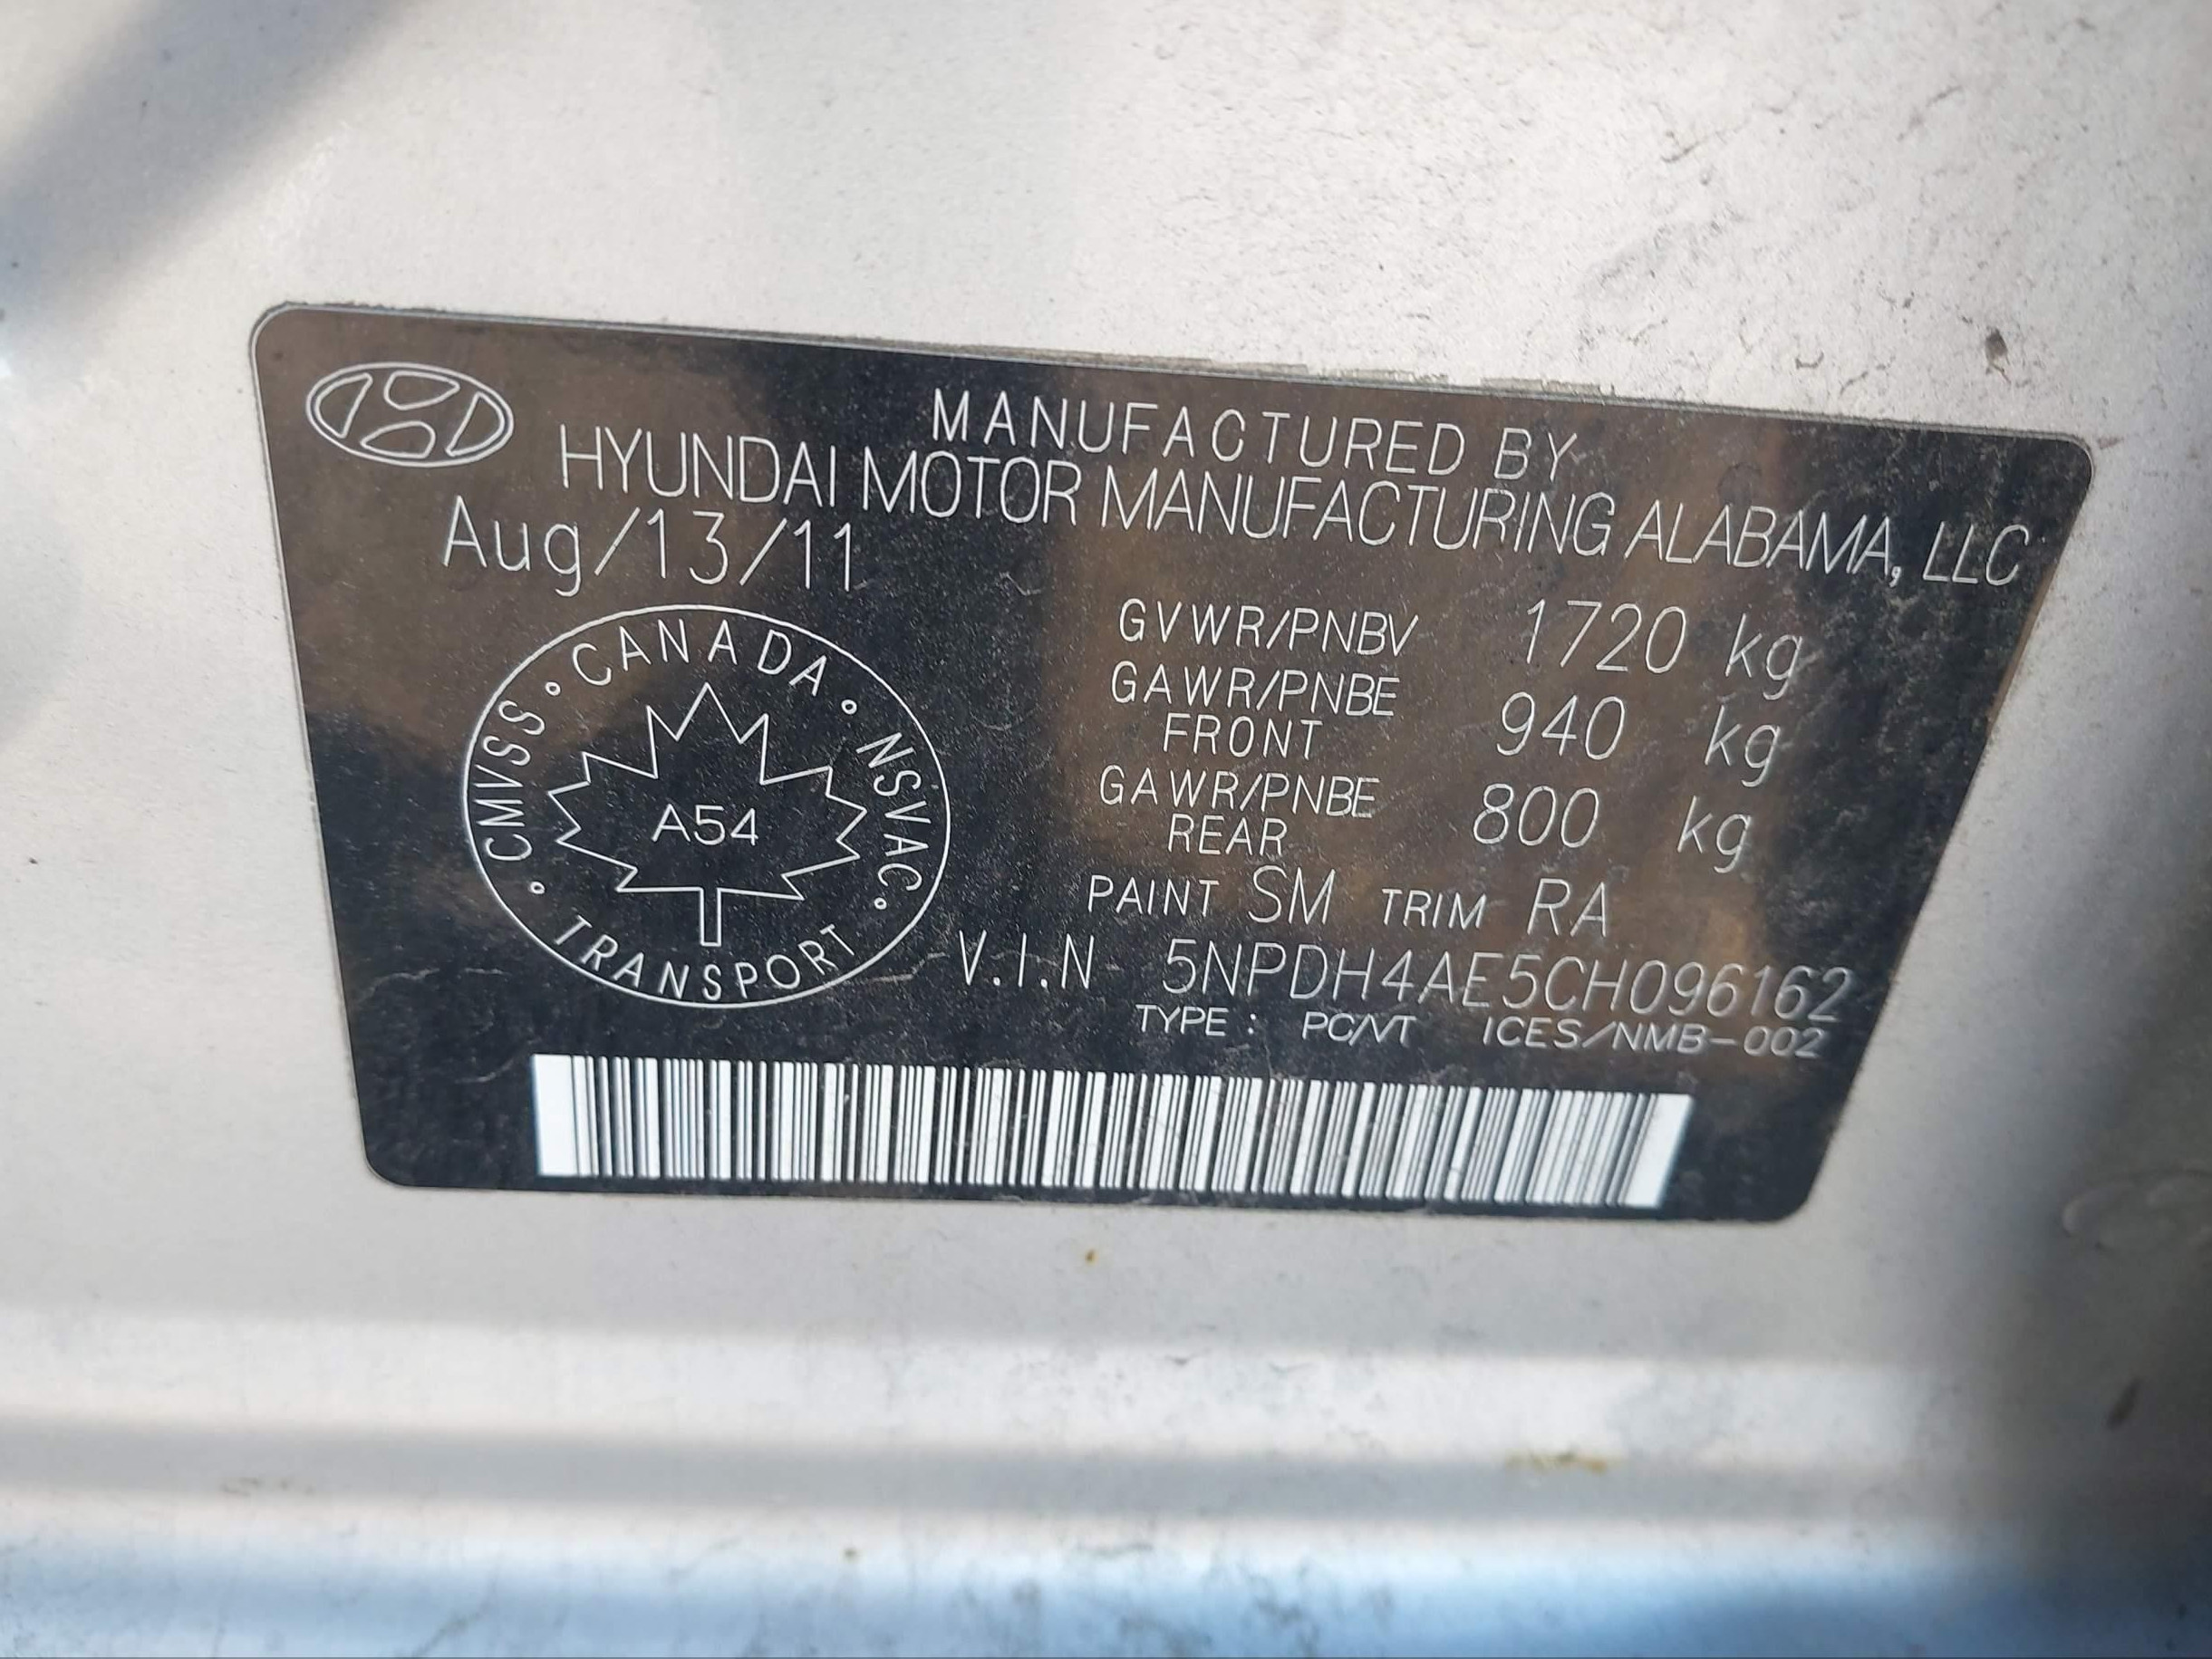 MANUFACTURED BY
HYUNDAI MOTOR MANUFACTURING ALABAMA, LLC
Aug/13/11
GVWR/PNBV 1720 kg
GAWR/PNBE FRONT 940 kg
GAWR/PNBE REAR 800 kg
PAINT SM TRIM RA
V.I.N 5NPDH4AE5CH096162
TYPE : PC/VT ICES/NMB-002
CANADA
CMVSS
NSVAC
A54
TRANSPORT